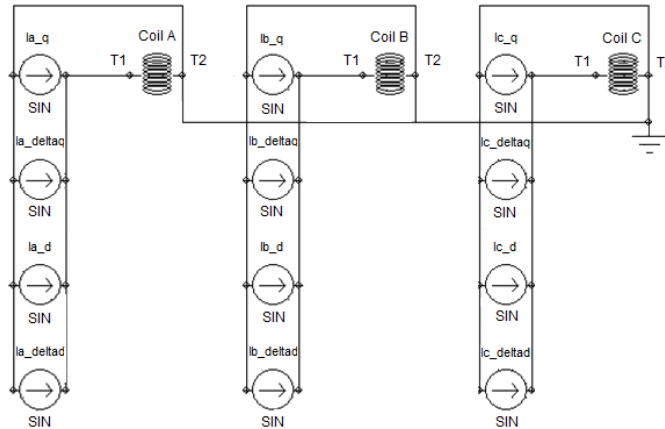 Ia_q Coil A Ib_q Coil B Ic_q Coil C
T1 T2 T1 T2 T1 T
SIN SIN SIN
Ia_deltaq Ib_deltaq Ic_deltaq
SIN SIN SIN
Ia_d Ib_d Ic_d
SIN SIN SIN
Ia_deltad Ib_deltad Ic_deltad
SIN SIN SIN